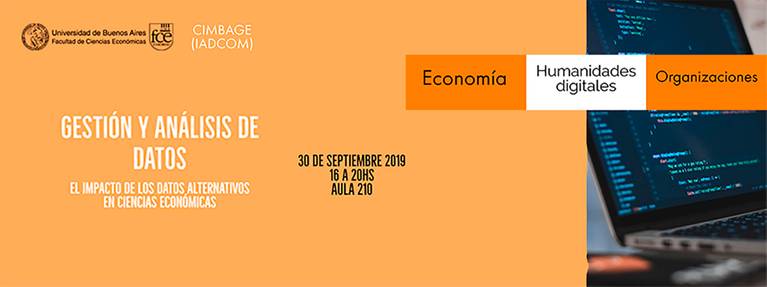 Universidad de Buenos Aires
Facultad de Ciencias Económicas
fce
CIMBAGE
(IADCOM)
Economía
Humanidades
digitales
Organizaciones
GESTIÓN Y ANÁLISIS DE
DATOS
EL IMPACTO DE LOS DATOS ALTERNATIVOS
EN CIENCIAS ECONÓMICAS
30 DE SEPTIEMBRE 2019
16 A 20HS
AULA 210